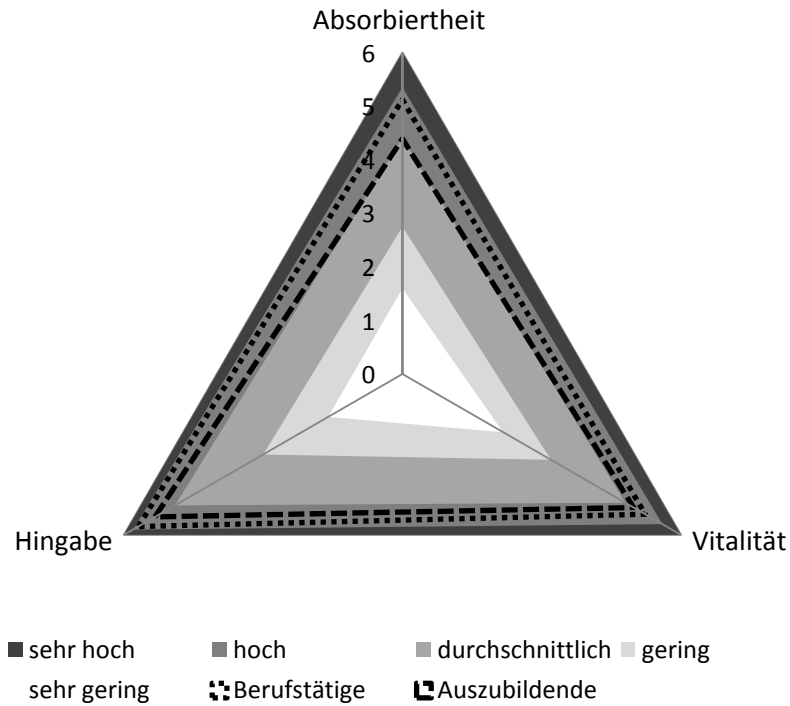 Absorbiertheit
6
5
4
3
2
1
0
Hingabe
Vitalität
sehr hoch hoch durchschnittlich gering
sehr gering Berufstätige Auszubildende